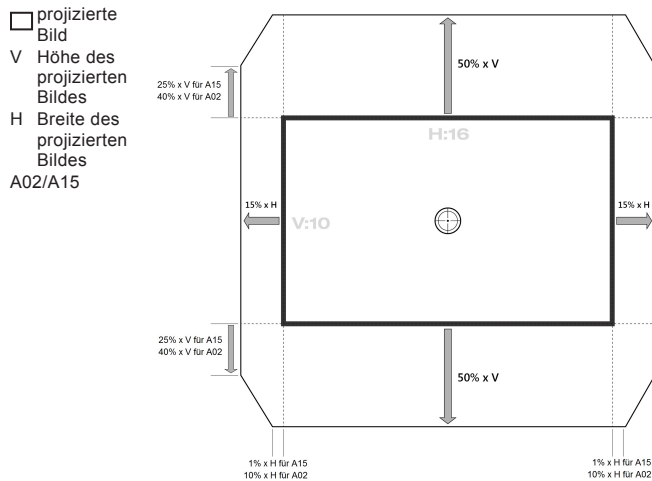 projizierte
Bild
V Höhe des
projizierten
Bildes
H Breite des
projizierten
Bildes
A02/A15
50% x V
25% x V für A15
40% x V für A02
H:16
15% x H
V:10
15% x H
25% x V für A15
40% x V für A02
50% x V
1% x H für A15
10% x H für A02
1% x H für A15
10% x H für A02